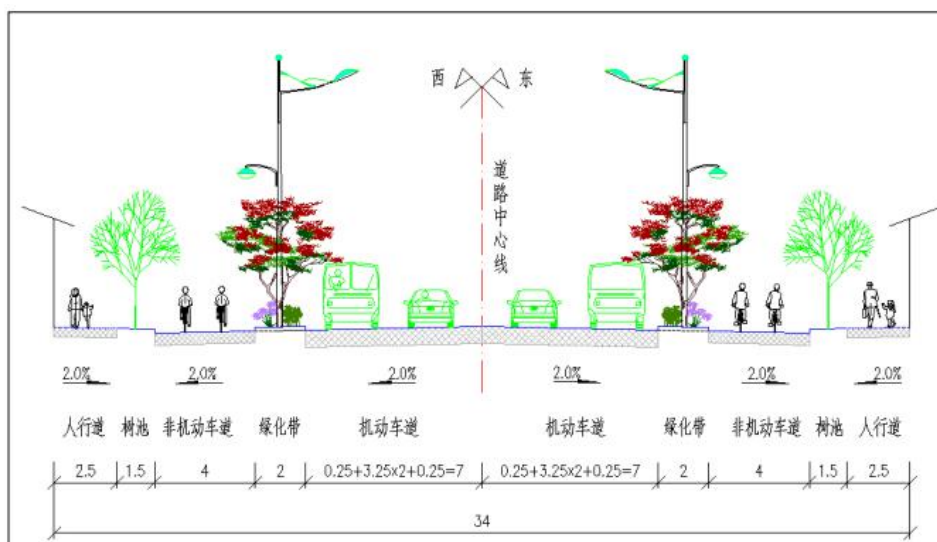 西 东
道路中心线
2.0% 2.0% 2.0% 2.0% 2.0% 2.0%
人行道 树池 非机动车道 绿化带 机动车道 机动车道 绿化带 非机动车道 树池 人行道
2.5 1.5 4 2 0.25+3.25x2+0.25=7 0.25+3.25x2+0.25=7 2 4 1.5 2.5
34